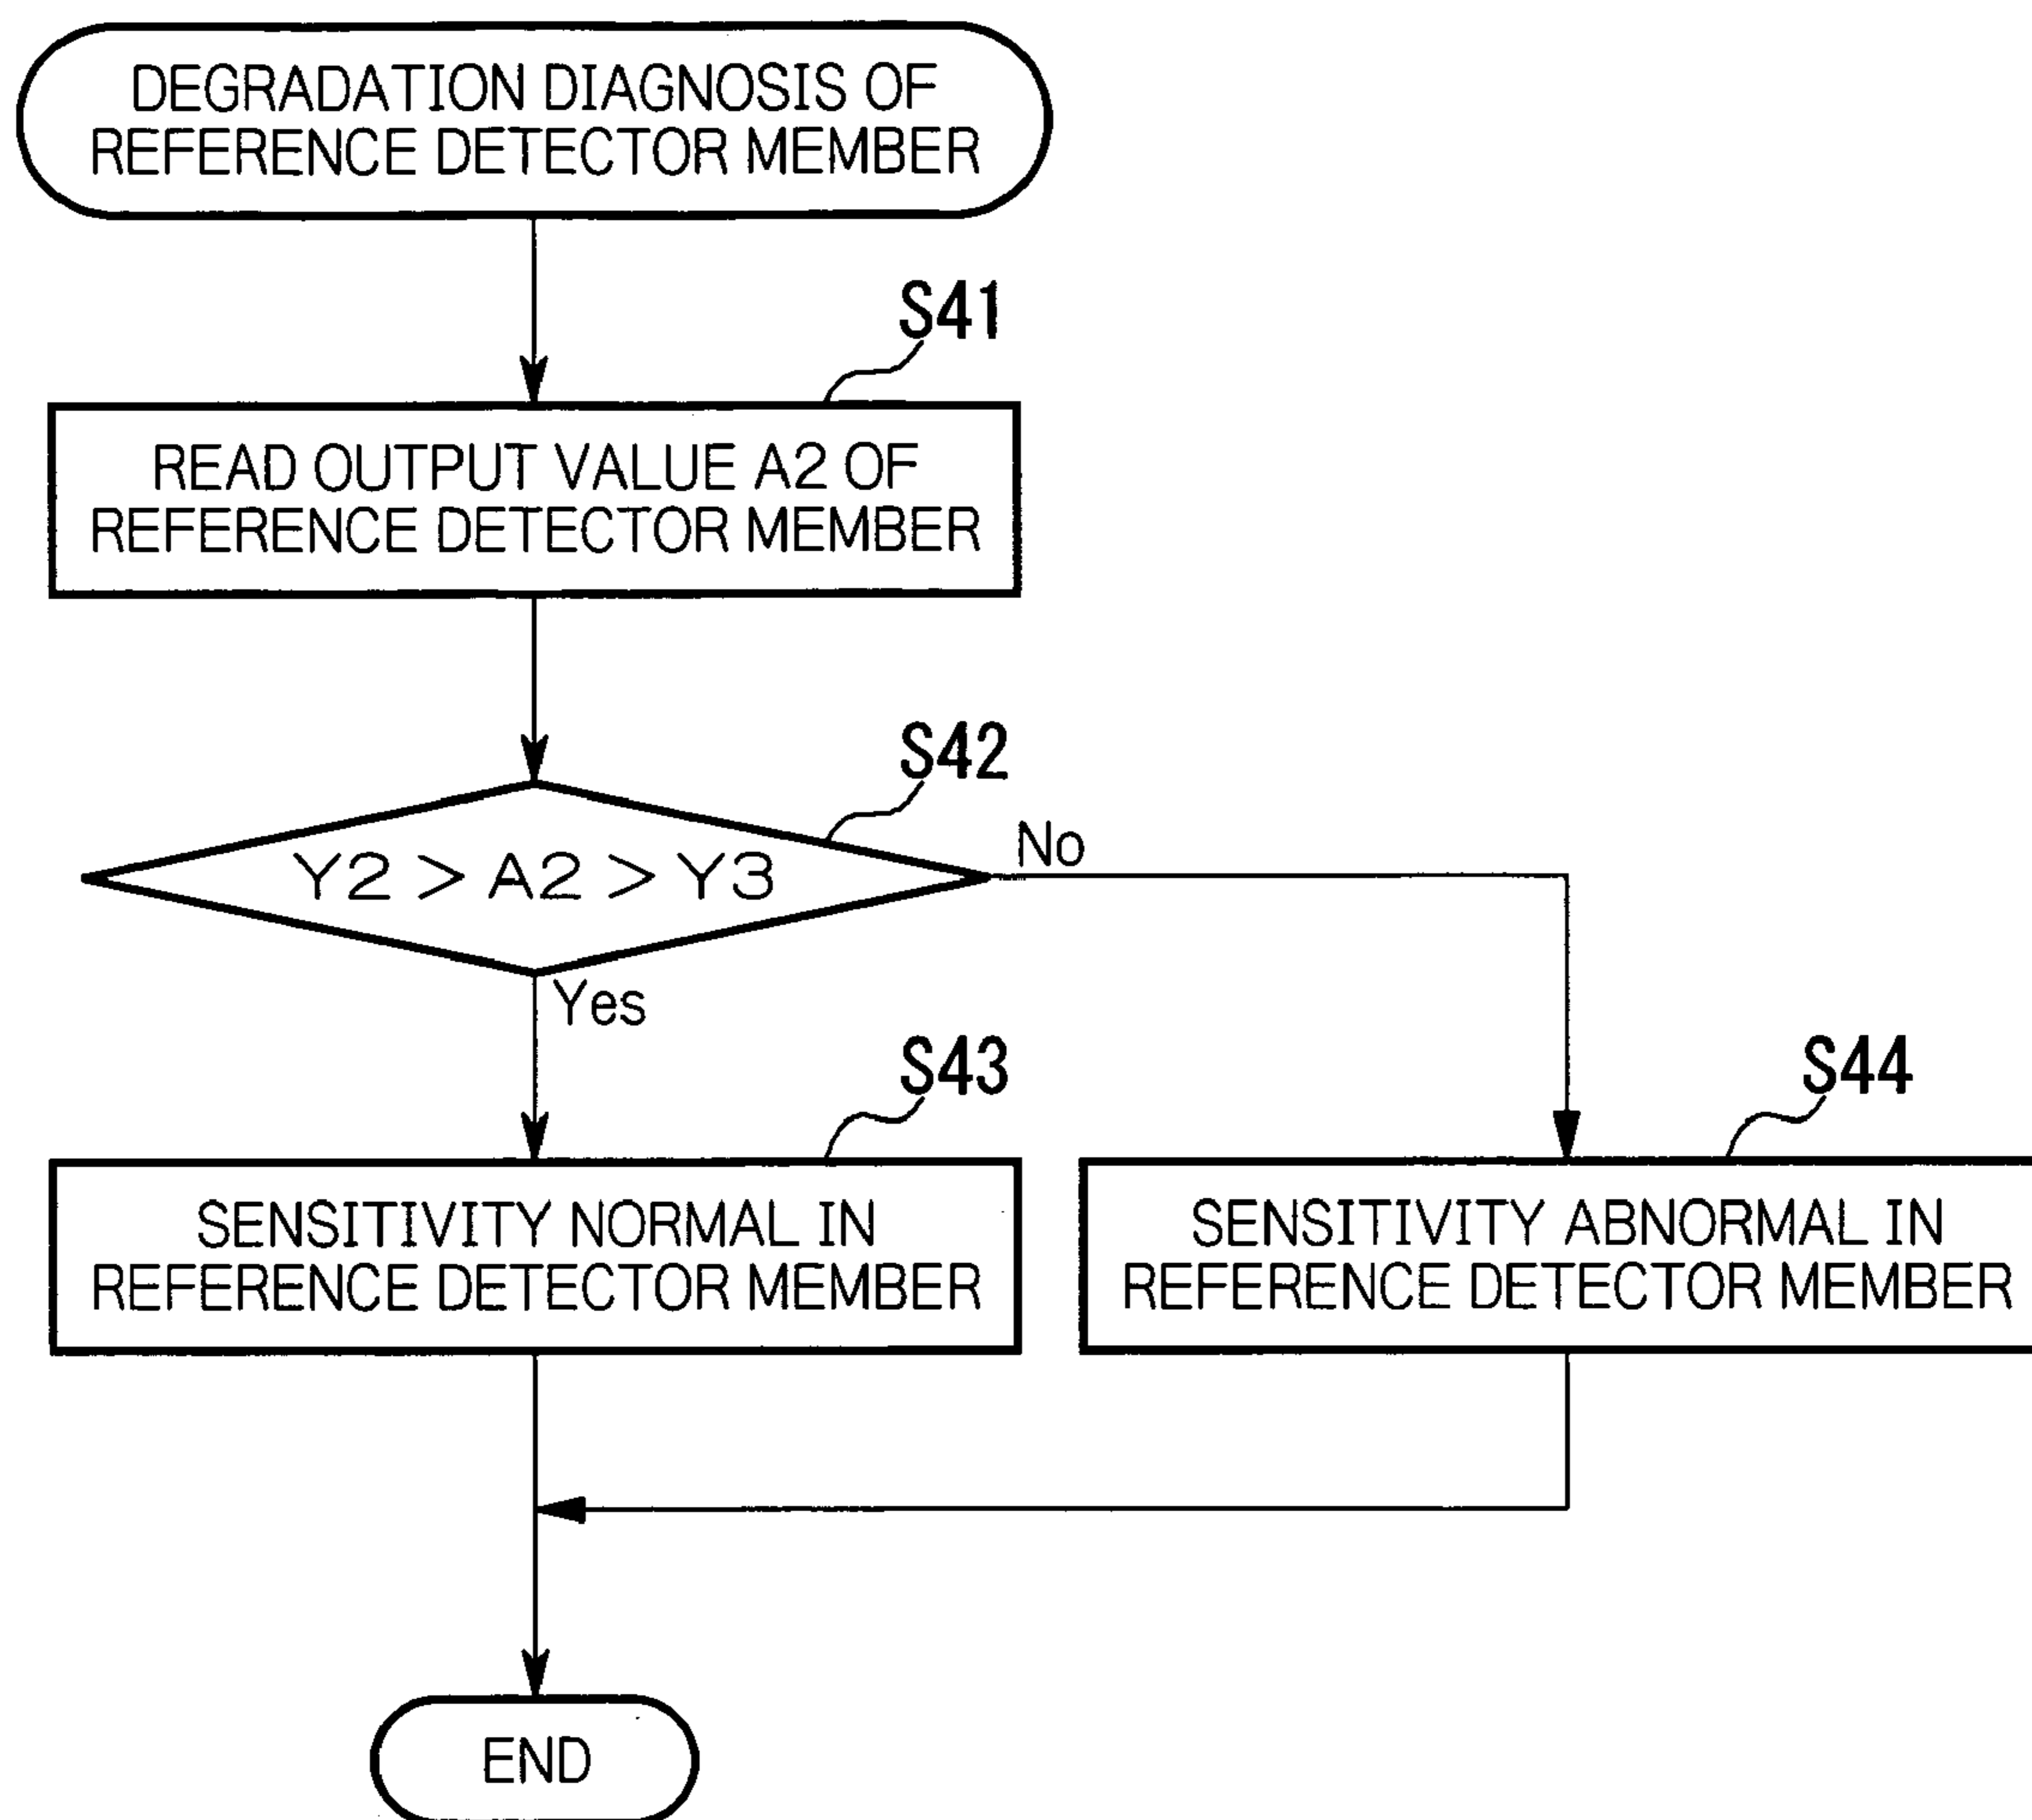 DEGRADATION DIAGNOSIS OF
REFERENCE DETECTOR MEMBER
S41
READ OUTPUT VALUE A2 OF
REFERENCE DETECTOR MEMBER
S42
Y2 > A2 > Y3
No
Yes
S43
SENSITIVITY NORMAL IN
REFERENCE DETECTOR MEMBER
S44
SENSITIVITY ABNORMAL IN
REFERENCE DETECTOR MEMBER
END